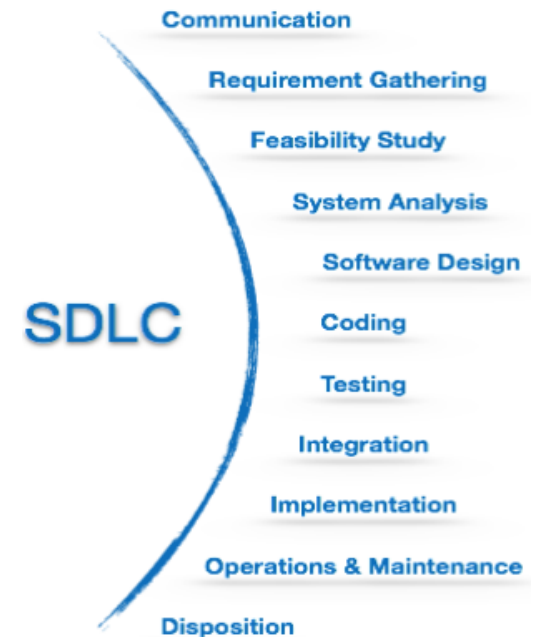 Communication
Requirement Gathering
Feasibility Study
System Analysis
Software Design
SDLC
Coding
Testing
Integration
Implementation
Operations & Maintenance
Disposition